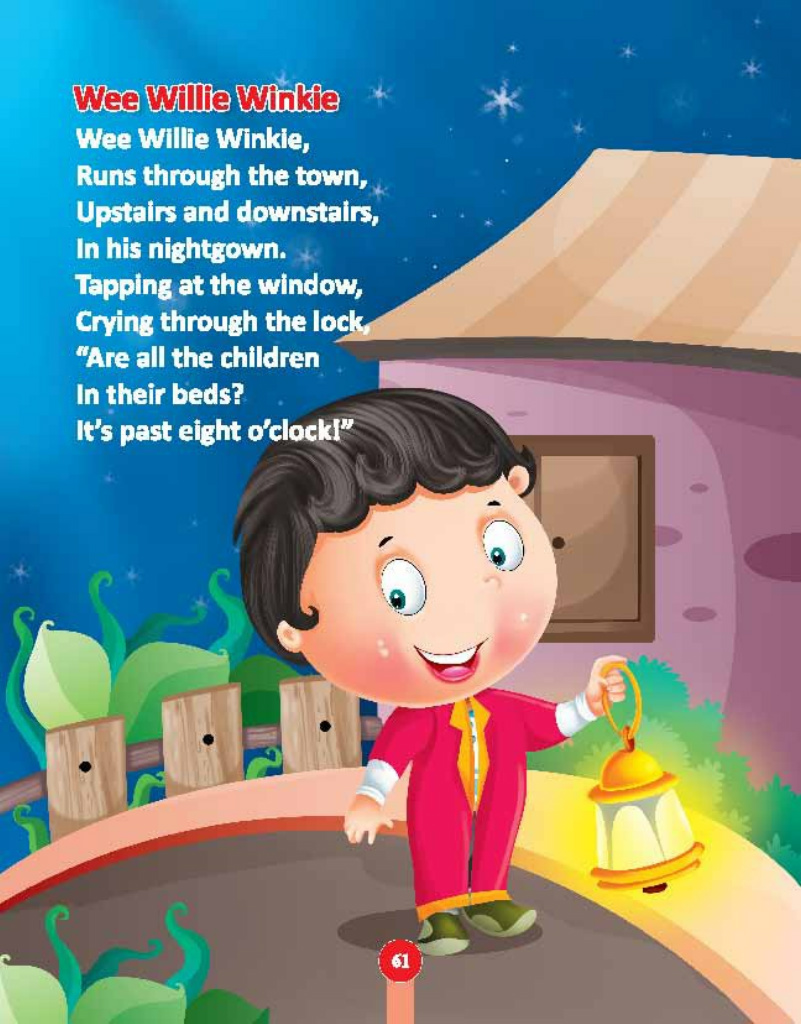 Wee Willie Winkie
Wee Willie Winkie,
Runs through the town,
Upstairs and downstairs,
In his nightgown.
Tapping at the window,
Crying through the lock,
“Are all the children
In their beds?
It’s past eight o’clock!”
61